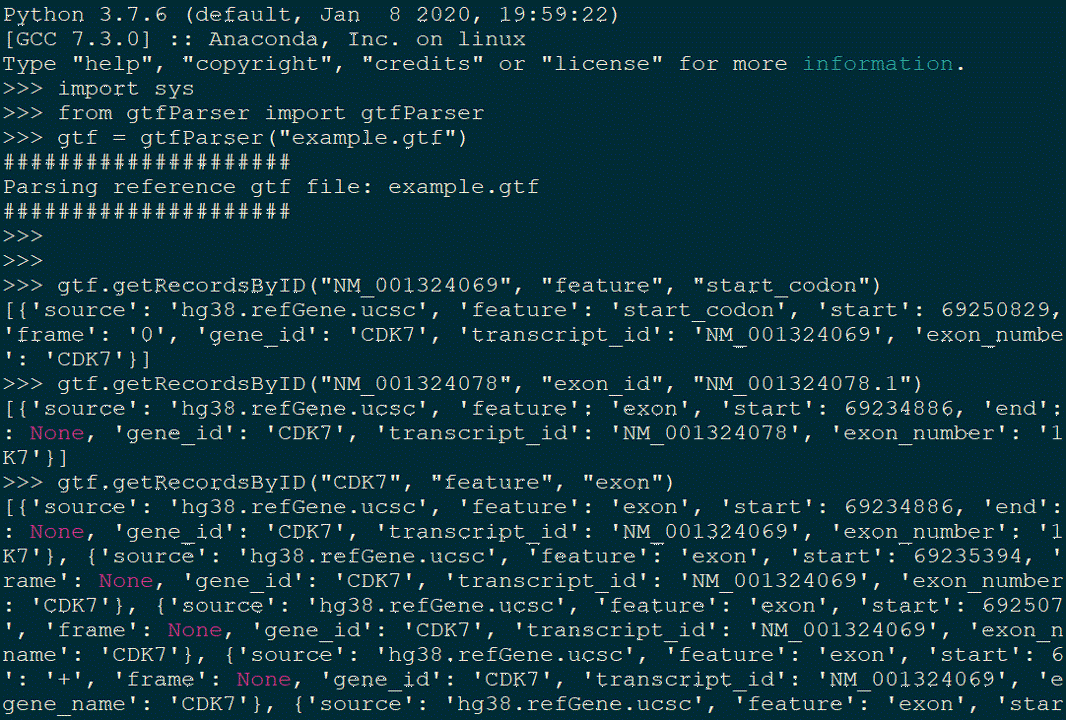 Python 3.7.6 (default, Jan  8 2020, 19:59:22)
[GCC 7.3.0] :: Anaconda, Inc. on linux
Type "help", "copyright", "credits" or "license" for more information.
>>> import sys
>>> from gtfParser import gtfParser
>>> gtf = gtfParser("example.gtf")
#####################
Parsing reference gtf file: example.gtf
#####################
>>>
>>>
>>> gtf.getRecordsByID("NM_001324069", "feature", "start_codon")
[{'source': 'hg38.refGene.ucsc', 'feature': 'start_codon', 'start': 69250829,
'frame': '0', 'gene_id': 'CDK7', 'transcript_id': 'NM_001324069', 'exon_numbe
': 'CDK7'}]
>>> gtf.getRecordsByID("NM_001324078", "exon_id", "NM_001324078.1")
[{'source': 'hg38.refGene.ucsc', 'feature': 'exon', 'start': 69234886, 'end':
: None, 'gene_id': 'CDK7', 'transcript_id': 'NM_001324078', 'exon_number': '1
K7'}]
>>> gtf.getRecordsByID("CDK7", "feature", "exon")
[{'source': 'hg38.refGene.ucsc', 'feature': 'exon', 'start': 69234886, 'end':
: None, 'gene_id': 'CDK7', 'transcript_id': 'NM_001324069', 'exon_number': '1
K7'}, {'source': 'hg38.refGene.ucsc', 'feature': 'exon', 'start': 69235394, '
rame': None, 'gene_id': 'CDK7', 'transcript_id': 'NM_001324069', 'exon_number
: 'CDK7'}, {'source': 'hg38.refGene.ucsc', 'feature': 'exon', 'start': 692507
', 'frame': None, 'gene_id': 'CDK7', 'transcript_id': 'NM_001324069', 'exon_n
name': 'CDK7'}, {'source': 'hg38.refGene.ucsc', 'feature': 'exon', 'start': 6
': '+', 'frame': None, 'gene_id': 'CDK7', 'transcript_id': 'NM_001324069', 'e
gene_name': 'CDK7'}, {'source': 'hg38.refGene.ucsc', 'feature': 'exon', 'star